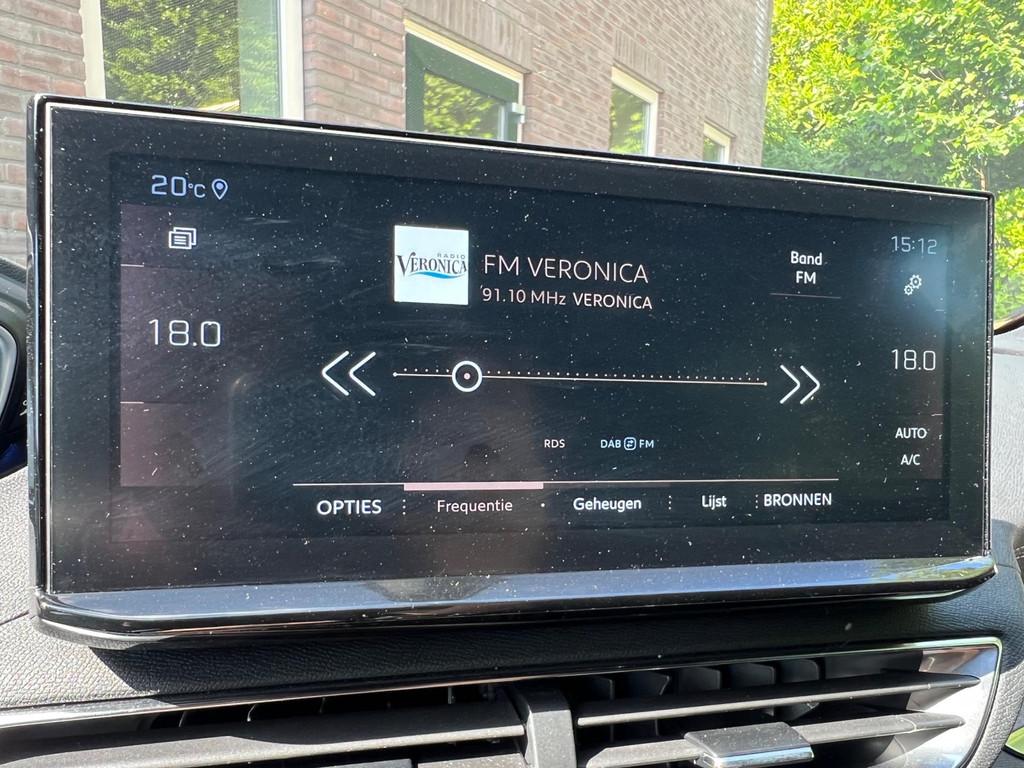 20°C
15:12
RADIO
VERONICA
FM VERONICA
91.10 MHz VERONICA
Band
FM
18.0
18.0
RDS
DAB FM
AUTO
A/C
OPTIES
Frequentie
Geheugen
Lijst
BRONNEN